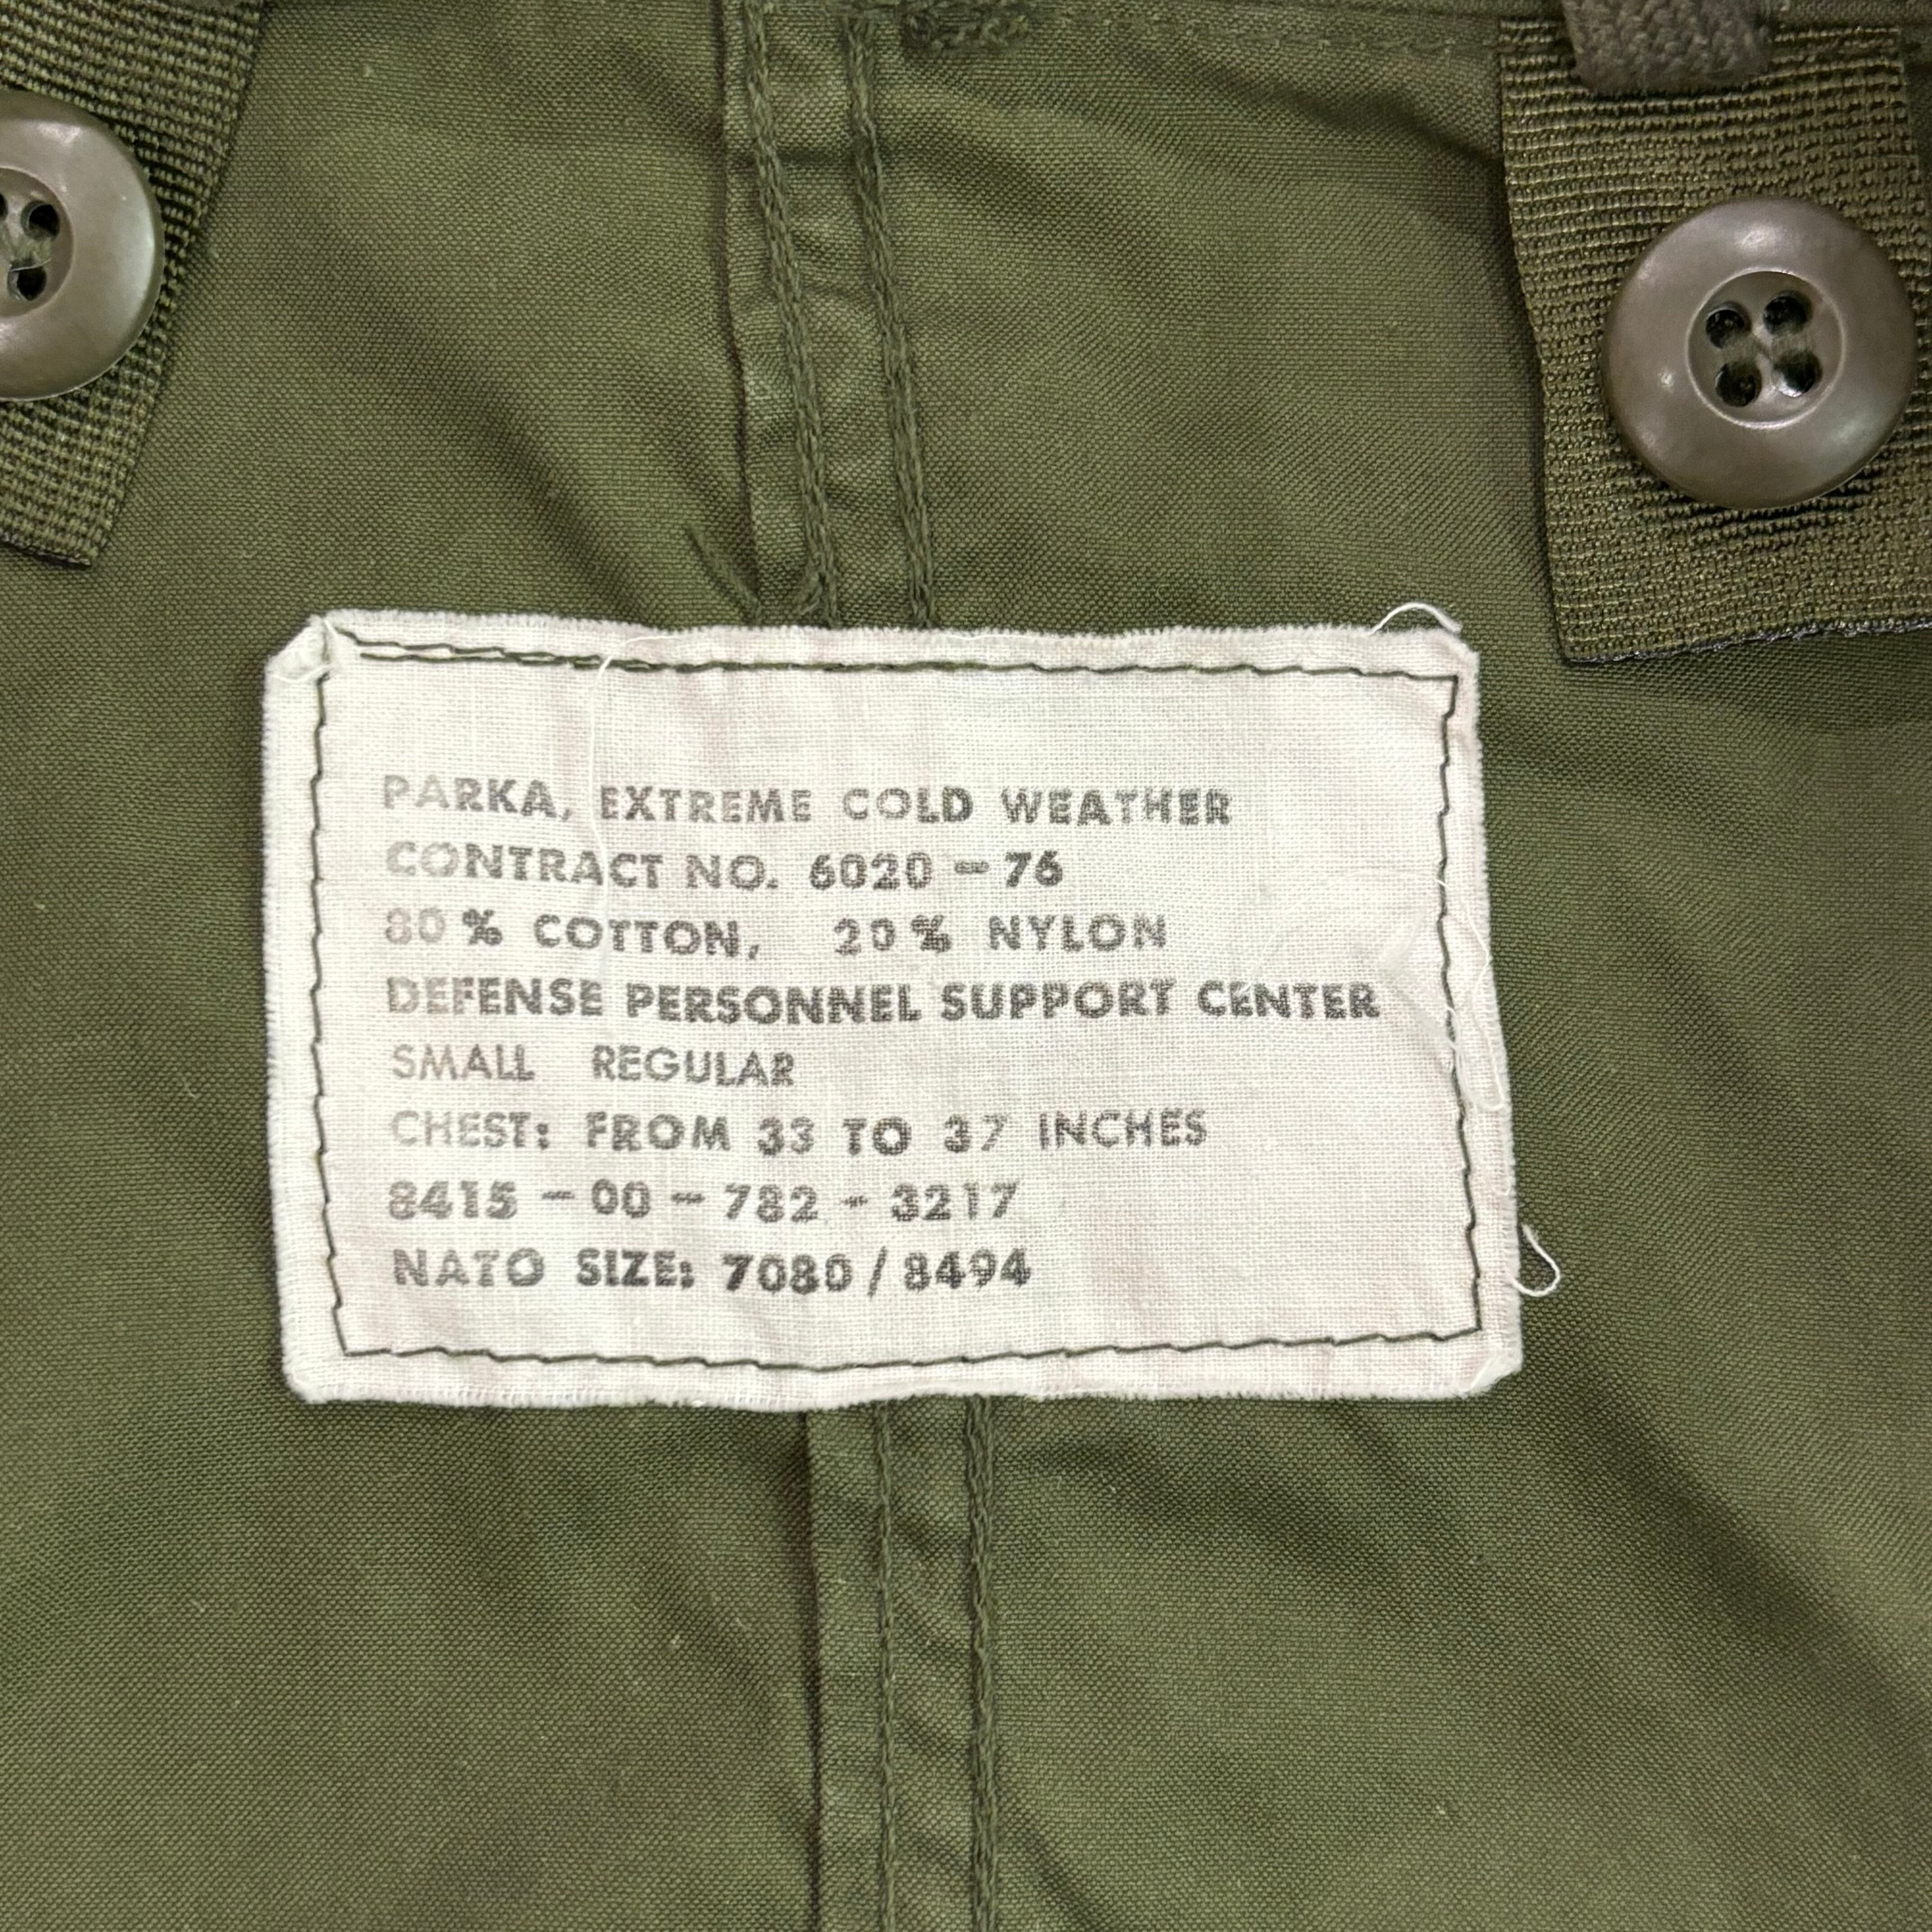 PARKA, EXTREME COLD WEATHER
CONTRACT NO. 6020 - 76
80% COTTON, 20% NYLON
DEFENSE PERSONNEL SUPPORT CENTER
SMALL REGULAR
CHEST: FROM 33 TO 37 INCHES
8415 - 00 - 782 - 3217
NATO SIZE: 7080 / 8494